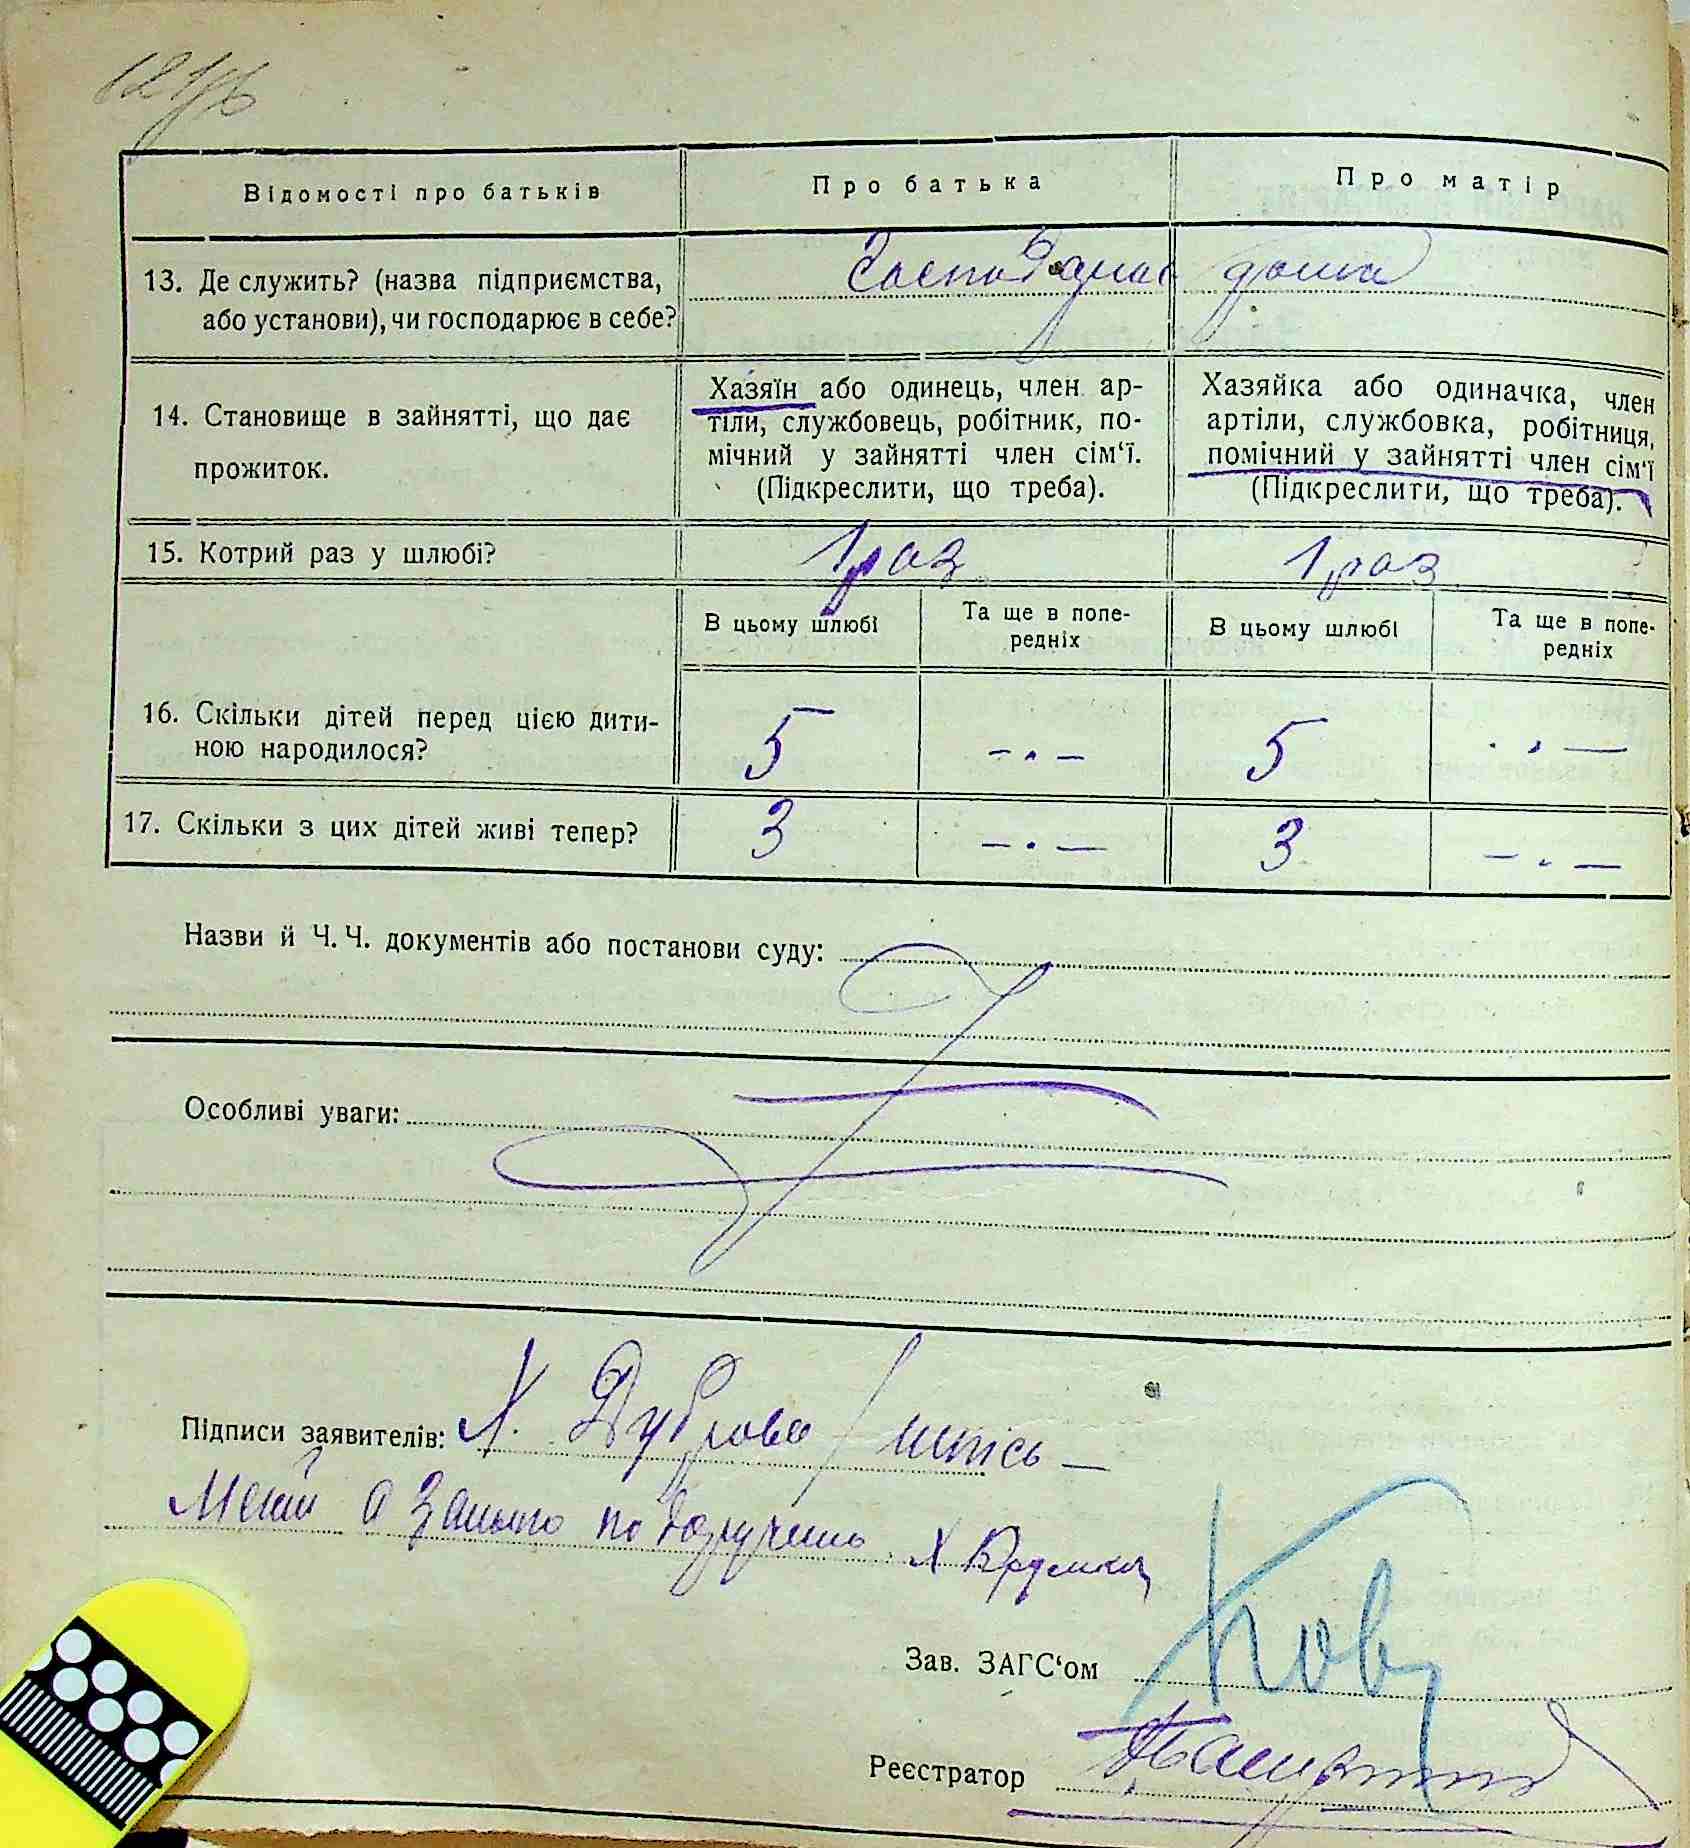 Відомості про батьків Про батька Про матір
13. Де служить? (назва підприємства, або установи), чи господарює в себе? дома
14. Становище в зайнятті, що дає прожиток.
Хазяїн або одинець, член ар-
тіли, службовець, робітник, по-
мічний у зайнятті член сім'ї.
(Підкреслити, що треба).
Хазяйка або одиначка, член
артіли, службовка, робітниця,
помічний у зайнятті член сім'ї
(Підкреслити, що треба).
15. Котрий раз у шлюбі? 1 раз 1 раз
В цьому шлюбі Та ще в попе-
редніх В цьому шлюбі Та ще в попе-
редніх
16. Скільки дітей перед цією дити-
ною народилося? 5 — . — 5 . . —
17. Скільки з цих дітей живі тепер? 3 — . — 3 — . —
Назви й Ч. Ч. документів або постанови суду:
Особливі уваги:
Підписи заявителів: Х. Дуброва
Зав. ЗАГС'ом Ков
Реєстратор